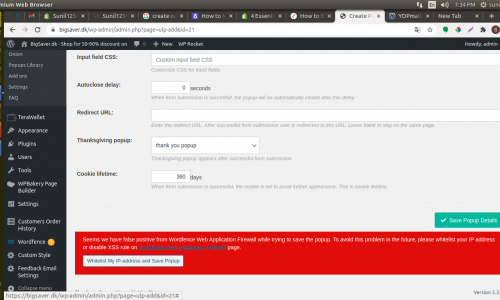 mium Web Browser
7:34 PM
Sunil123
Sunil123
Google
create
How to
4 Essen
How to
Create P
YOPmail
New Tab
bigsaver.dk/wp-admin/admin.php?page=ulp-add&id=21
BigSaver.dk - Shop for 50-90% discount on
30
0
New
WP Rocket
Howdy, admin
Onion
Popups Library
Add ons
Settings
FAQ
TeraWallet
Appearance
Plugins
Users
Tools
WPBakery Page
Builder
Settings
Customers Order
History
Wordfence
Custom Style
Feedback Email
Settings
Collapse menu
Input field CSS:
Custom input field CSS
Customize CSS for input fields.
Autoclose delay:
0 seconds
When form submission is succesfull, the popup will be automatically closed after this delay.
Redirect URL:
Enter the redirect URL. After successful form submission user is redirected to this URL. Leave blank to stay on the same page.
Thanksgiving popup:
thank you popup
Thanksgiving popup appears after successful form submission.
Cookie lifetime:
360 days
When form submission is successful, the cookie is set to avoid further appearance. This is cookie lifetime.
Save Popup Details
Seems we have false positive from Wordfence Web Application Firewall while trying to save the popup. To avoid this problem in the future, please whitelist your IP address
or disable XSS rule on
page.
Whitelist My IP-address and Save Popup
Version 5.3
https://bigsaver.dk/wp-admin/admin.php?page=ulp-add&id=21#